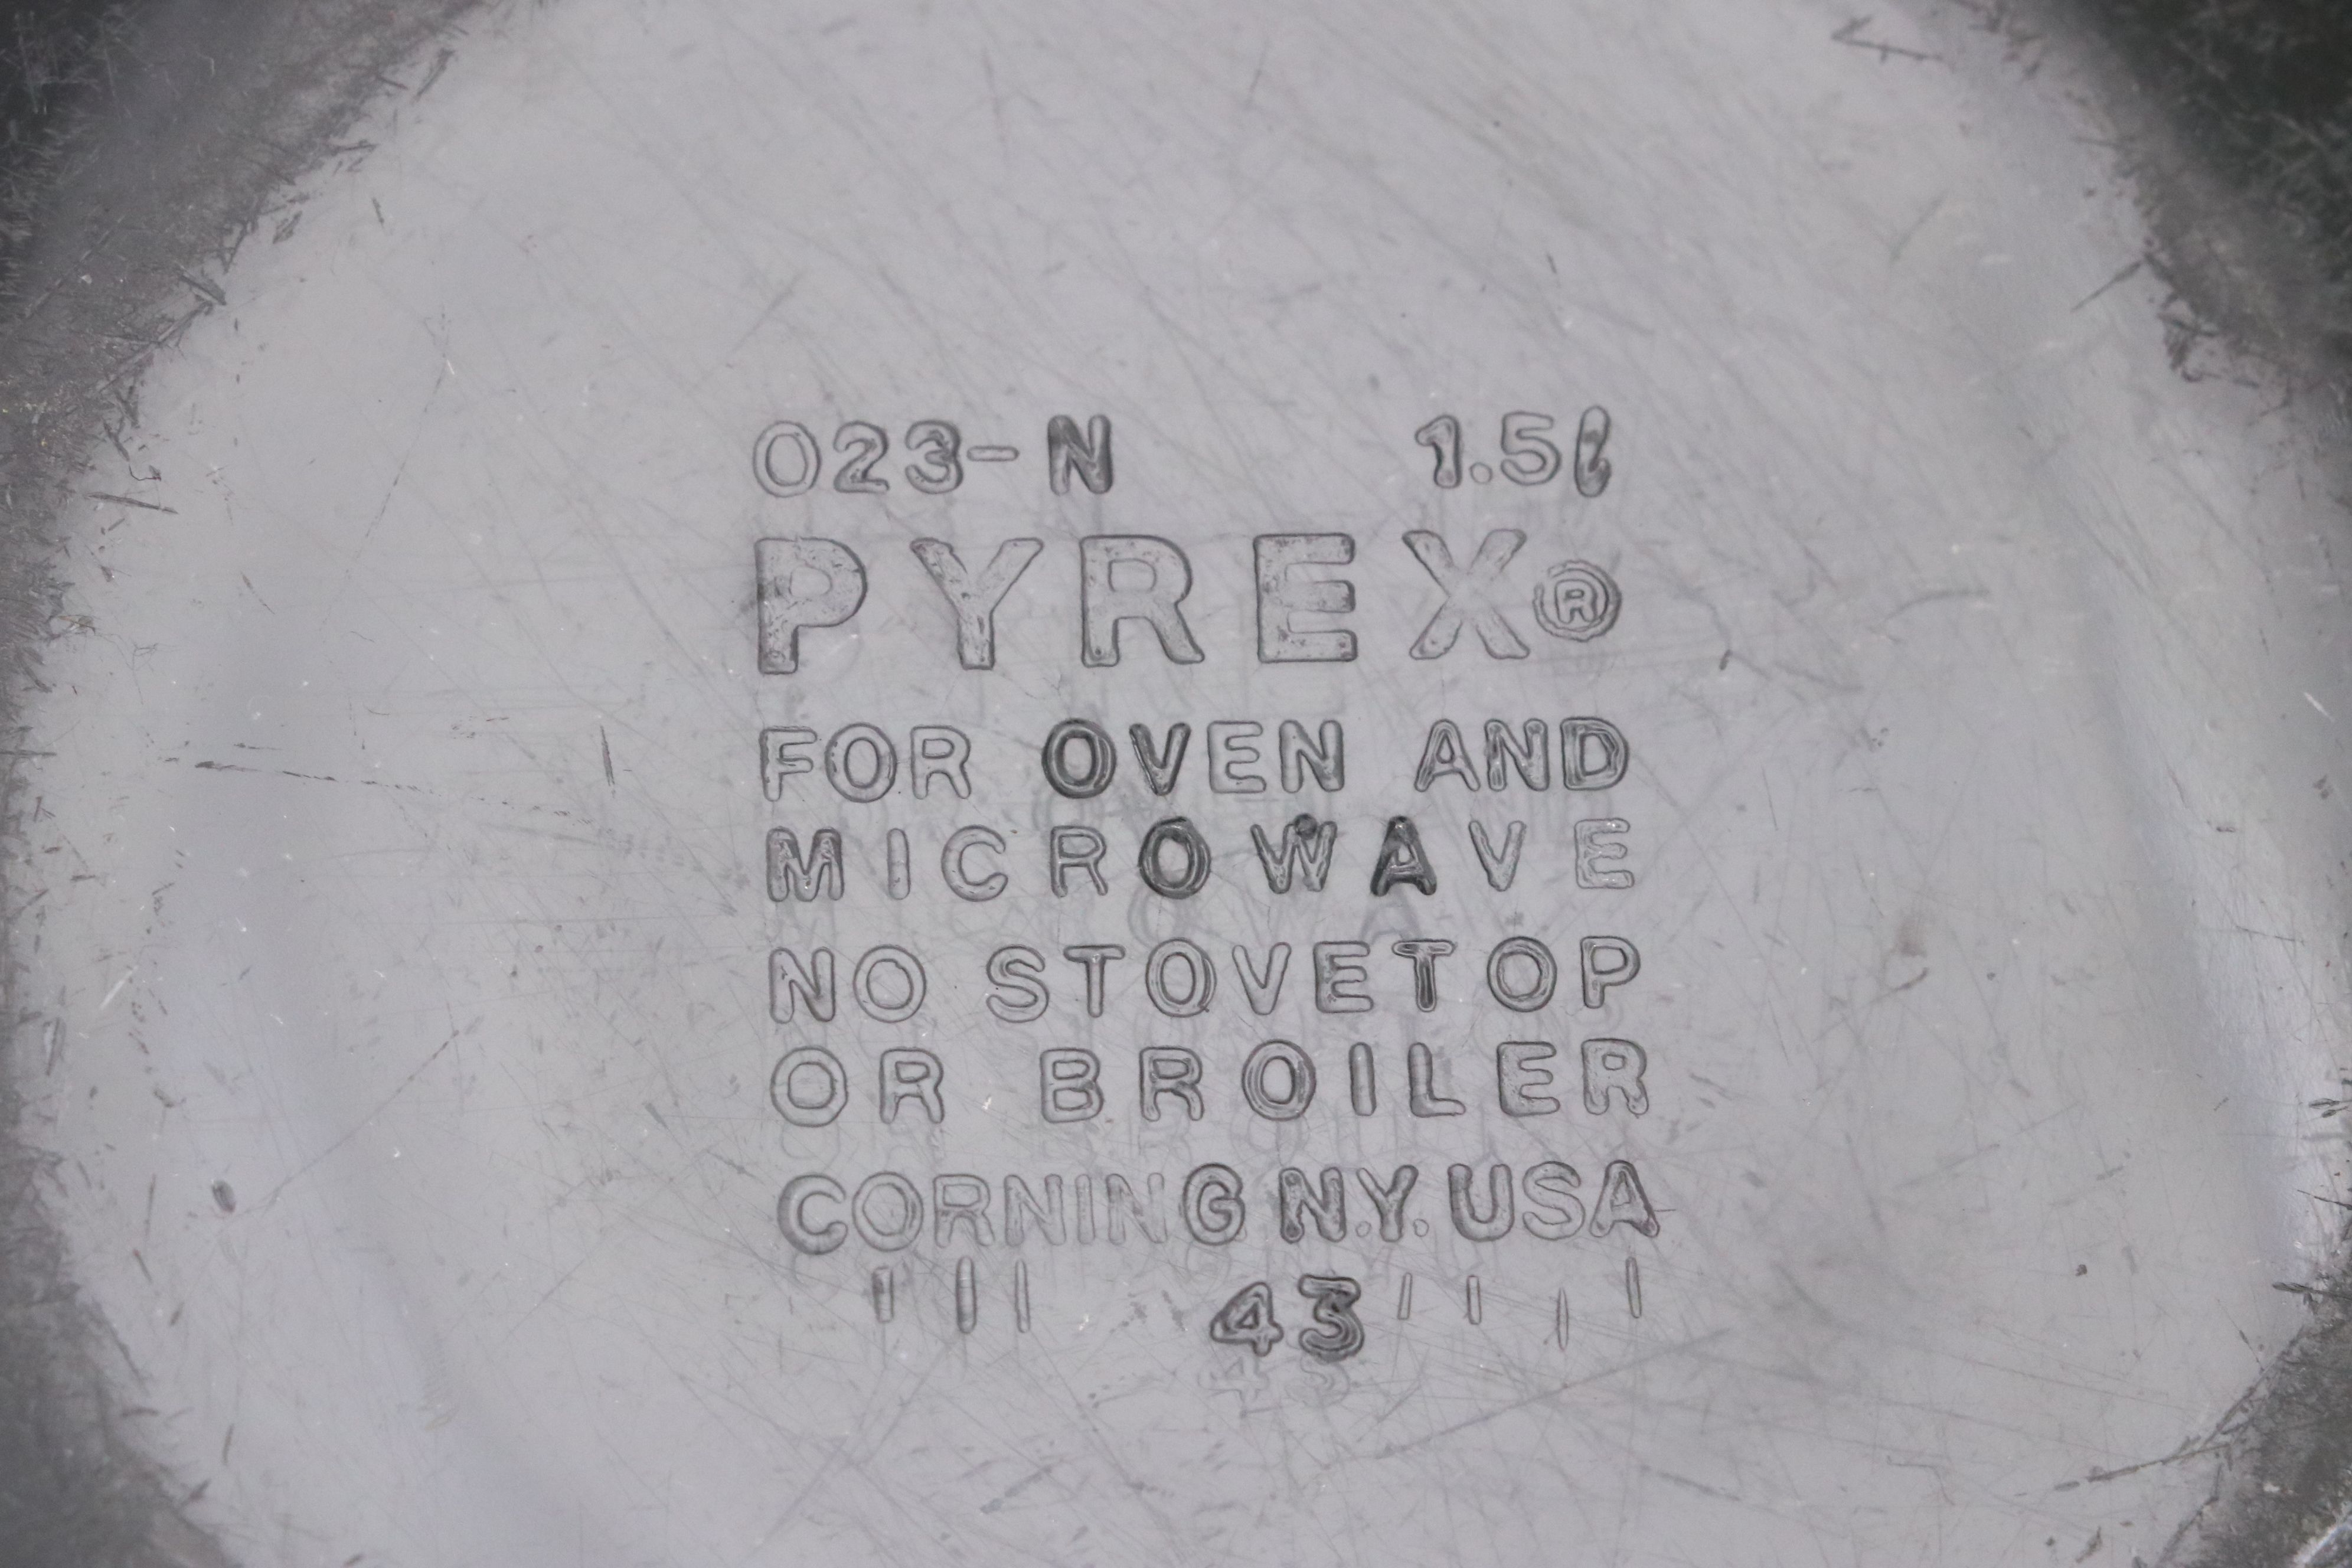 023-N 1.5ℓ
PYREX®
FOR OVEN AND
MICROWAVE
NO STOVETOP
OR BROILER
CORNING N.Y. USA
43